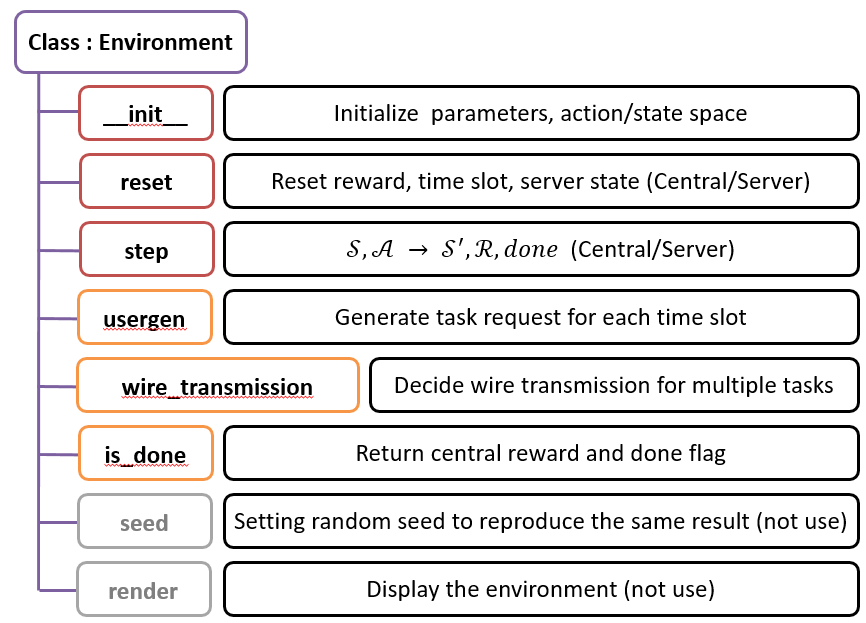 Class : Environment
__init__ Initialize parameters, action/state space
reset Reset reward, time slot, server state (Central/Server)
step 𝒮, 𝒜 → 𝒮′, ℛ, done (Central/Server)
usergen Generate task request for each time slot
wire_transmission Decide wire transmission for multiple tasks
is_done Return central reward and done flag
seed Setting random seed to reproduce the same result (not use)
render Display the environment (not use)